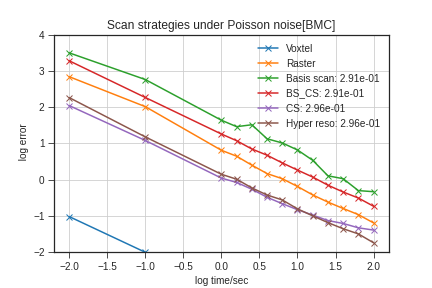 Scan strategies under Poisson noise[BMC]
4
3
2
1
0
−1
−2
log error
Voxtel
Raster
Basis scan: 2.91e-01
BS_CS: 2.91e-01
CS: 2.96e-01
Hyper reso: 2.96e-01
−2.0 −1.5 −1.0 −0.5 0.0 0.5 1.0 1.5 2.0
log time/sec